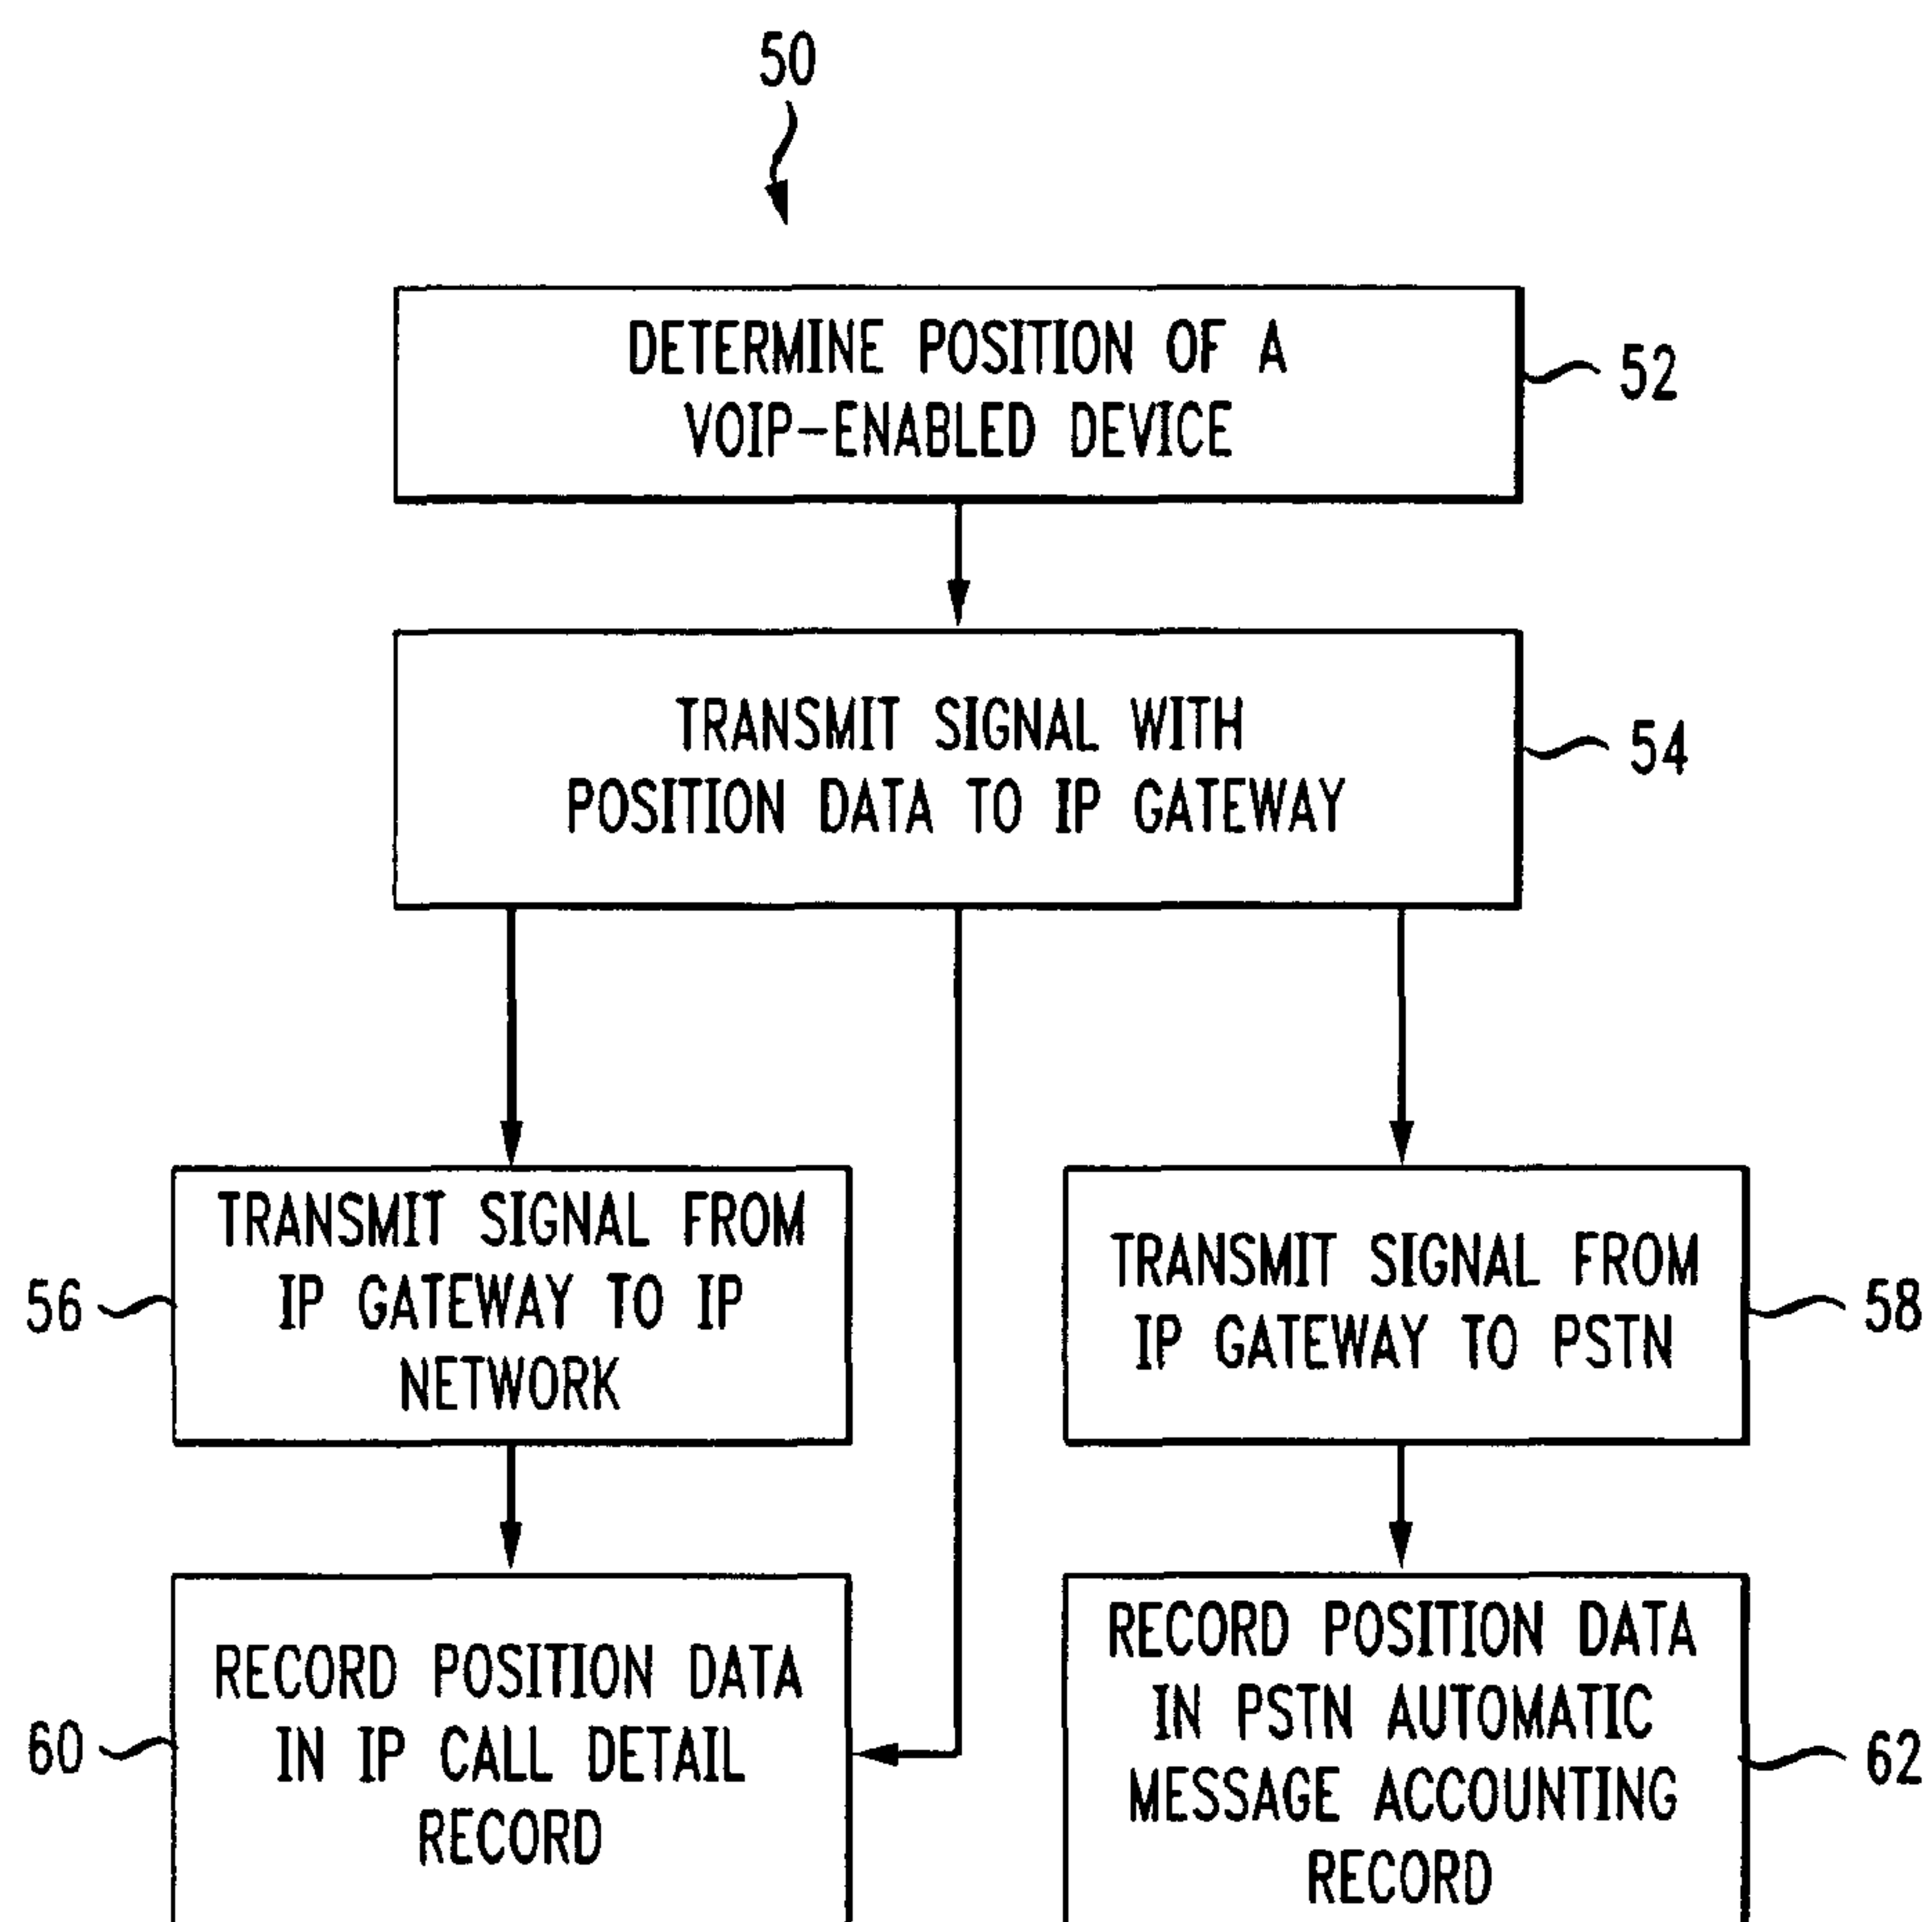 50
DETERMINE POSITION OF A
VOIP-ENABLED DEVICE
52
TRANSMIT SIGNAL WITH
POSITION DATA TO IP GATEWAY
54
TRANSMIT SIGNAL FROM
IP GATEWAY TO IP
NETWORK
56
TRANSMIT SIGNAL FROM
IP GATEWAY TO PSTN
58
RECORD POSITION DATA
IN IP CALL DETAIL
RECORD
60
RECORD POSITION DATA
IN PSTN AUTOMATIC
MESSAGE ACCOUNTING
RECORD
62